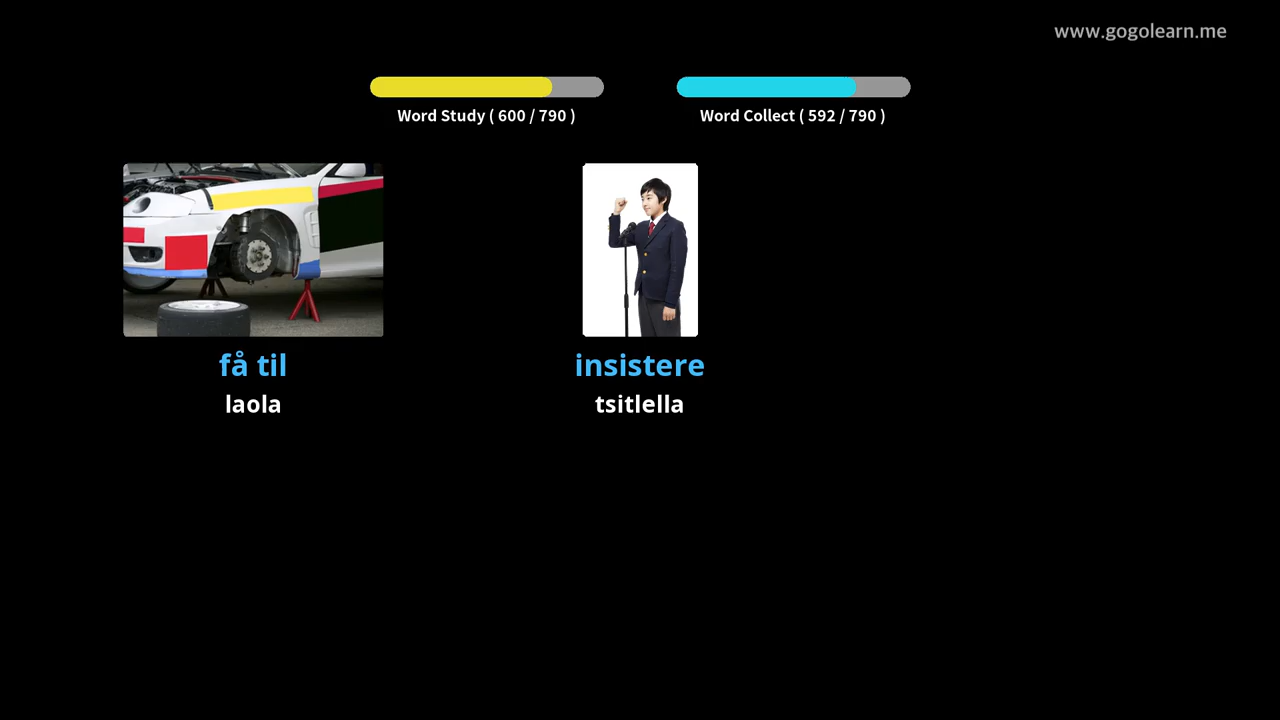 www.gogolearn.me
Word Study ( 600 / 790 )
Word Collect ( 592 / 790 )
få til
laola
insistere
tsitlella